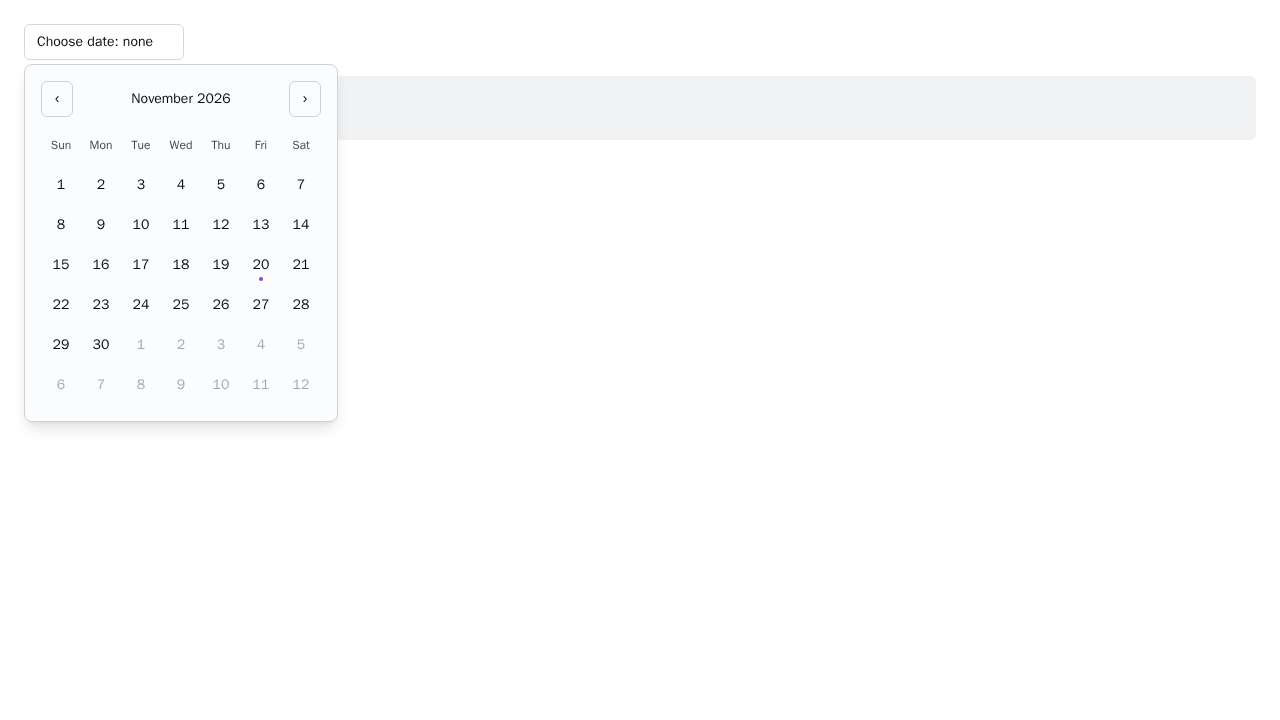 Choose date: none
‹ November 2026 ›
Sun Mon Tue Wed Thu Fri Sat
1 2 3 4 5 6 7
8 9 10 11 12 13 14
15 16 17 18 19 20 21
22 23 24 25 26 27 28
29 30 1 2 3 4 5
6 7 8 9 10 11 12